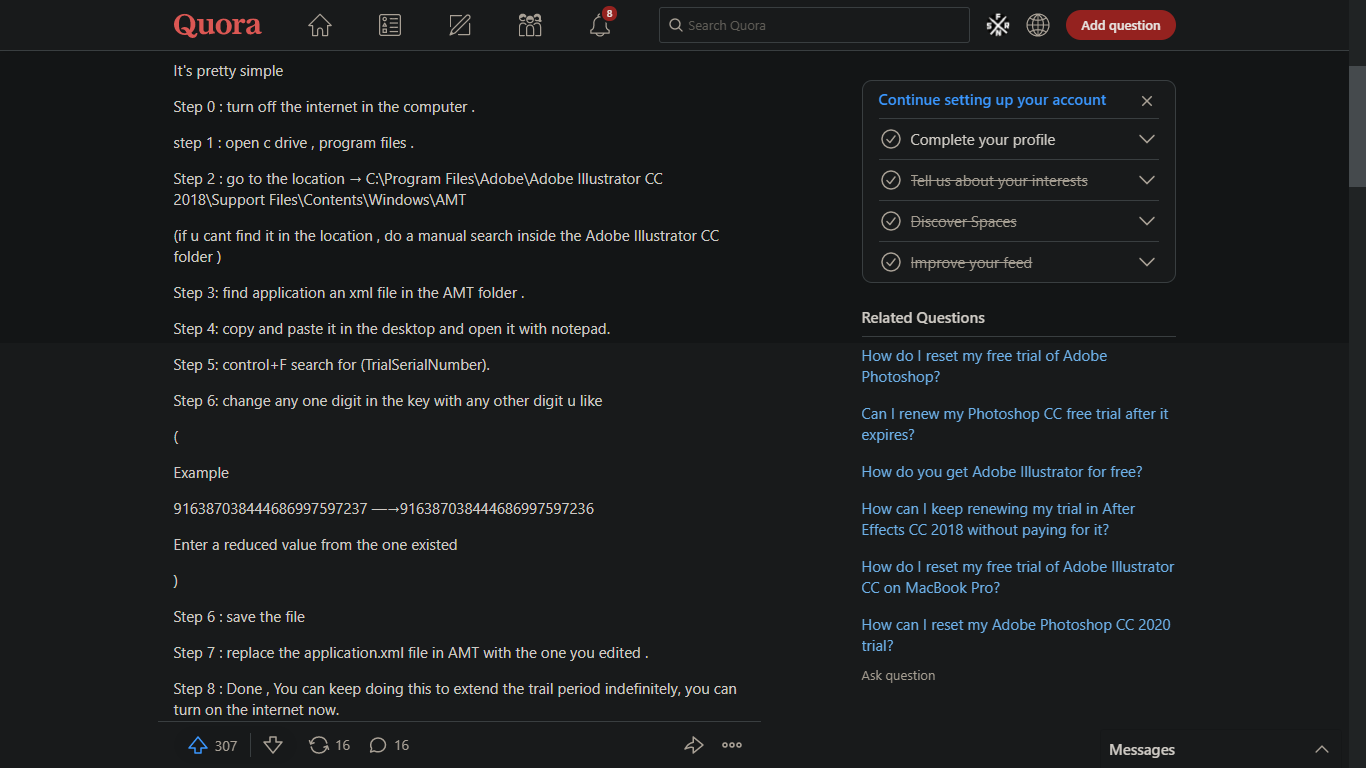 Quora
8
Search Quora
Add question
It's pretty simple
Step 0 : turn off the internet in the computer .
step 1 : open c drive , program files .
Step 2 : go to the location → C:\Program Files\Adobe\Adobe Illustrator CC
2018\Support Files\Contents\Windows\AMT
(if u cant find it in the location , do a manual search inside the Adobe Illustrator CC
folder )
Step 3: find application an xml file in the AMT folder .
Step 4: copy and paste it in the desktop and open it with notepad.
Step 5: control+F search for (TrialSerialNumber).
Step 6: change any one digit in the key with any other digit u like
(
Example
916387038444686997597237 —→916387038444686997597236
Enter a reduced value from the one existed
)
Step 6 : save the file
Step 7 : replace the application.xml file in AMT with the one you edited .
Step 8 : Done , You can keep doing this to extend the trail period indefinitely, you can
turn on the internet now.
307
16
16
Continue setting up your account
Complete your profile
Tell us about your interests
Discover Spaces
Improve your feed
Related Questions
How do I reset my free trial of Adobe
Photoshop?
Can I renew my Photoshop CC free trial after it
expires?
How do you get Adobe Illustrator for free?
How can I keep renewing my trial in After
Effects CC 2018 without paying for it?
How do I reset my free trial of Adobe Illustrator
CC on MacBook Pro?
How can I reset my Adobe Photoshop CC 2020
trial?
Ask question
Messages